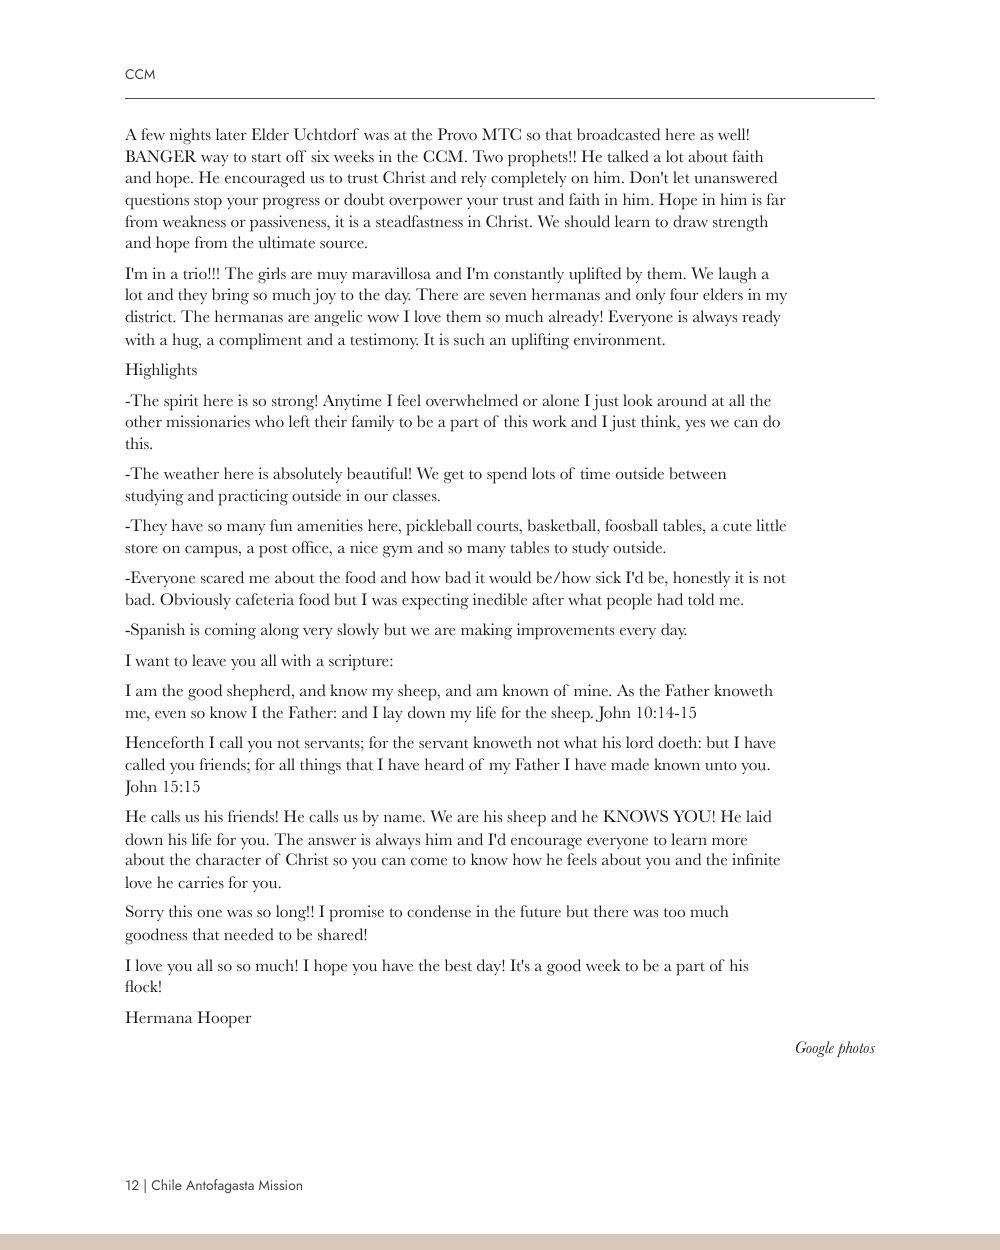 CCM
A few nights later Elder Uchtdorf was at the Provo MTC so that broadcasted here as well!
BANGER way to start off six weeks in the CCM. Two prophets!! He talked a lot about faith
and hope. He encouraged us to trust Christ and rely completely on him. Don't let unanswered
questions stop your progress or doubt overpower your trust and faith in him. Hope in him is far
from weakness or passiveness, it is a steadfastness in Christ. We should learn to draw strength
and hope from the ultimate source.
I'm in a trio!!! The girls are muy maravillosa and I'm constantly uplifted by them. We laugh a
lot and they bring so much joy to the day. There are seven hermanas and only four elders in my
district. The hermanas are angelic wow I love them so much already! Everyone is always ready
with a hug, a compliment and a testimony. It is such an uplifting environment.
Highlights
-The spirit here is so strong! Anytime I feel overwhelmed or alone I just look around at all the
other missionaries who left their family to be a part of this work and I just think, yes we can do
this.
-The weather here is absolutely beautiful! We get to spend lots of time outside between
studying and practicing outside in our classes.
-They have so many fun amenities here, pickleball courts, basketball, foosball tables, a cute little
store on campus, a post office, a nice gym and so many tables to study outside.
-Everyone scared me about the food and how bad it would be/how sick I'd be, honestly it is not
bad. Obviously cafeteria food but I was expecting inedible after what people had told me.
-Spanish is coming along very slowly but we are making improvements every day.
I want to leave you all with a scripture:
I am the good shepherd, and know my sheep, and am known of mine. As the Father knoweth
me, even so know I the Father: and I lay down my life for the sheep. John 10:14-15
Henceforth I call you not servants; for the servant knoweth not what his lord doeth: but I have
called you friends; for all things that I have heard of my Father I have made known unto you.
John 15:15
He calls us his friends! He calls us by name. We are his sheep and he KNOWS YOU! He laid
down his life for you. The answer is always him and I'd encourage everyone to learn more
about the character of Christ so you can come to know how he feels about you and the infinite
love he carries for you.
Sorry this one was so long!! I promise to condense in the future but there was too much
goodness that needed to be shared!
I love you all so so much! I hope you have the best day! It's a good week to be a part of his
flock!
Hermana Hooper
Google photos
12 | Chile Antofagasta Mission